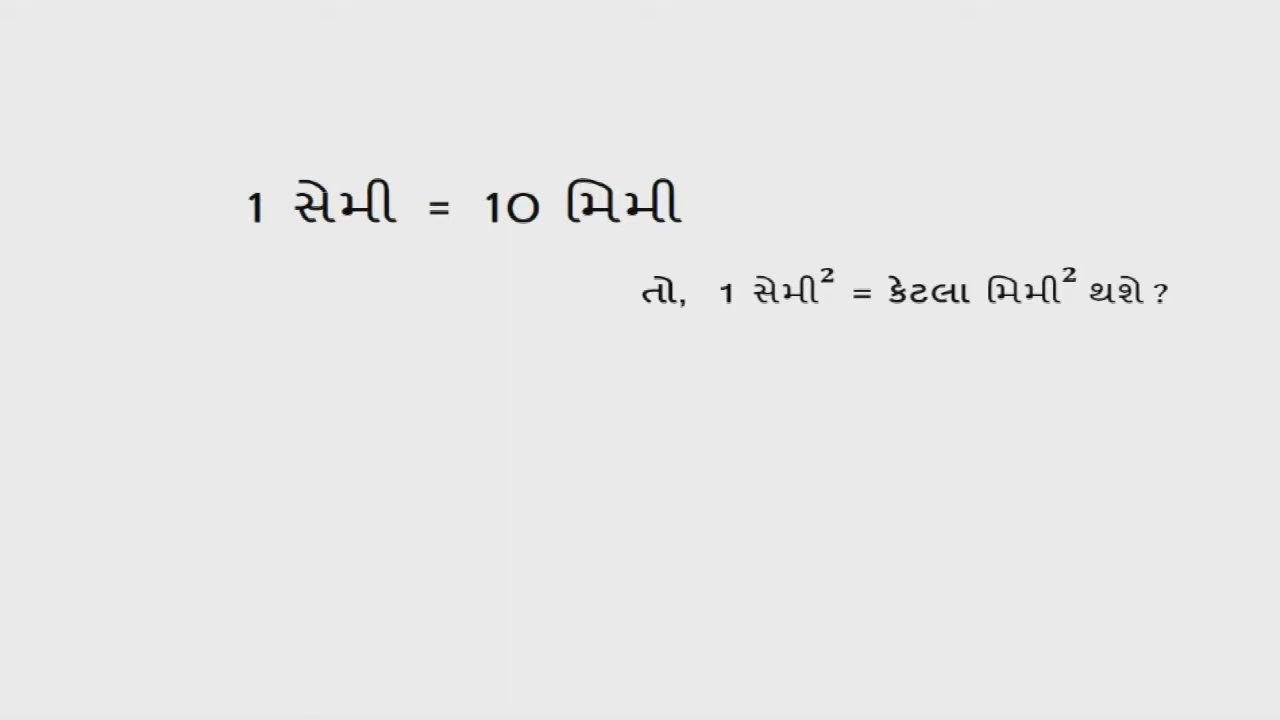 1 સેમી = 10 મિમી
તો, 1 સેમી² = કેટલા મિમી² થશે ?